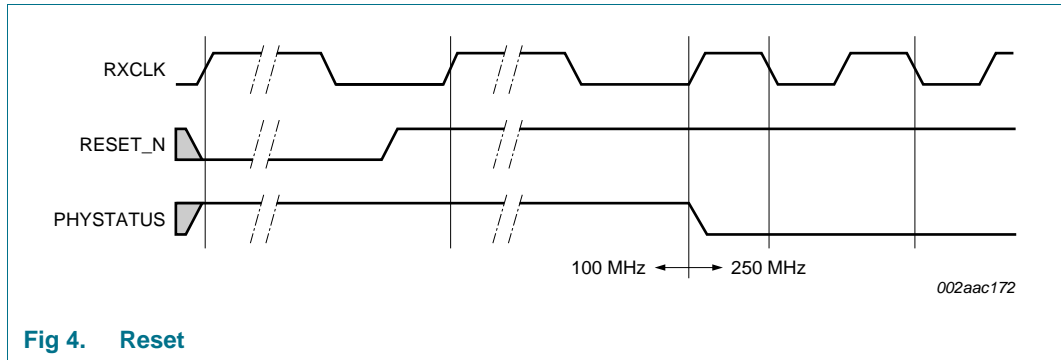 RXCLK
RESET_N
PHYSTATUS
100 MHz 250 MHz
002aac172
Fig 4. Reset